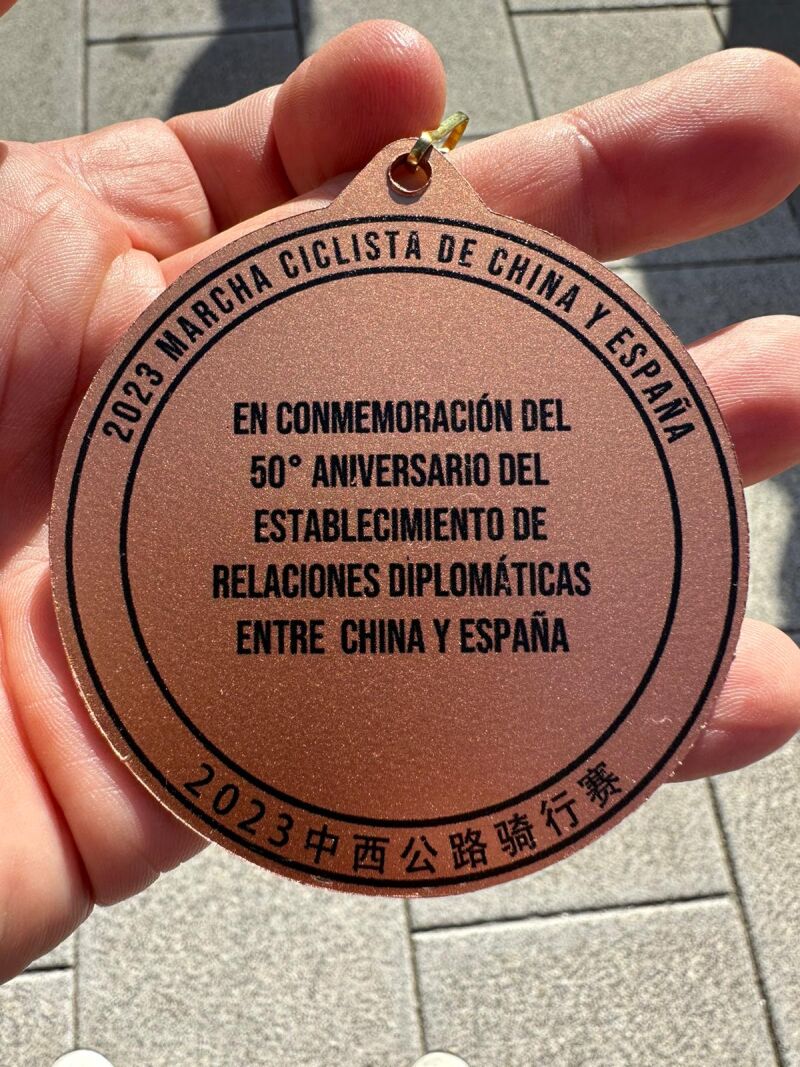 2023 MARCHA CICLISTA DE CHINA Y ESPAÑA
EN CONMEMORACIÓN DEL
50° ANIVERSARIO DEL
ESTABLECIMIENTO DE
RELACIONES DIPLOMÁTICAS
ENTRE CHINA Y ESPAÑA
2023中西公路骑行赛